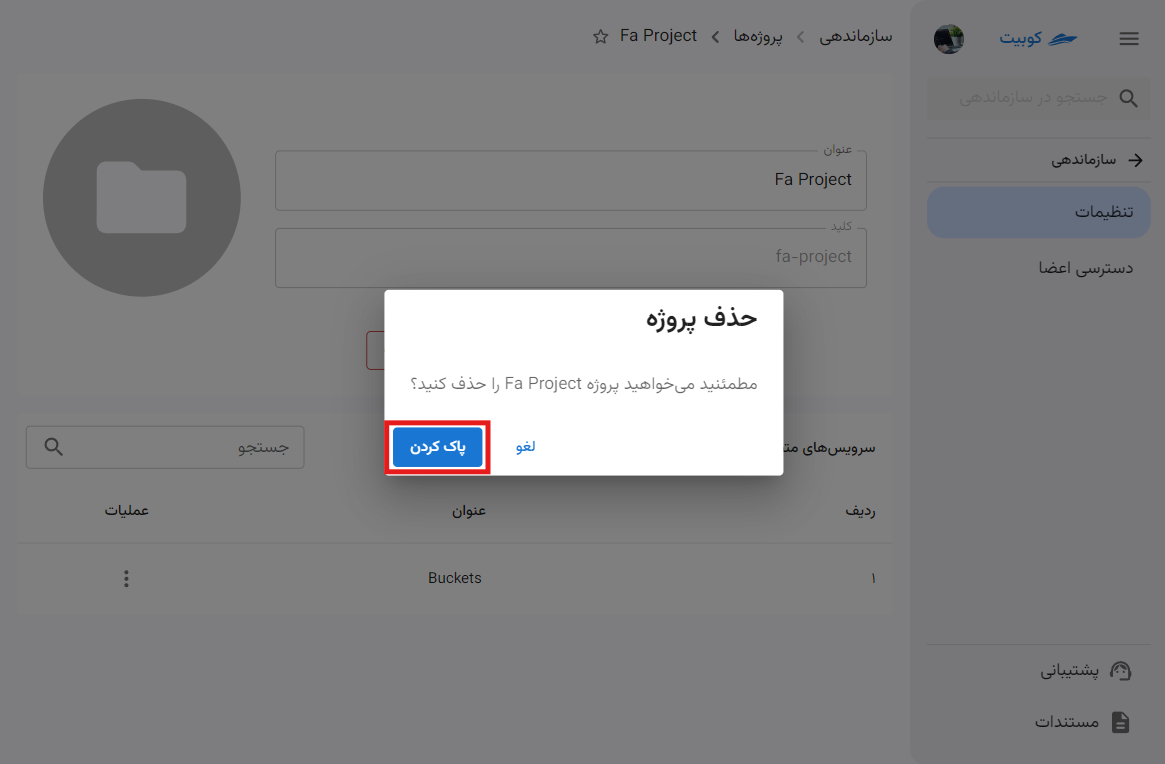 کوبیت
جستجو در سازماندهی
سازماندهی
تنظیمات
دسترسی اعضا
پشتیبانی
مستندات
سازماندهی > پروژه‌ها > Fa Project
عنوان
Fa Project
کلید
fa-project
حذف پروژه
مطمئنید می‌خواهید پروژه Fa Project را حذف کنید؟
لغو
پاک کردن
سرویس‌های
جستجو
ردیف عنوان عملیات
۱ Buckets